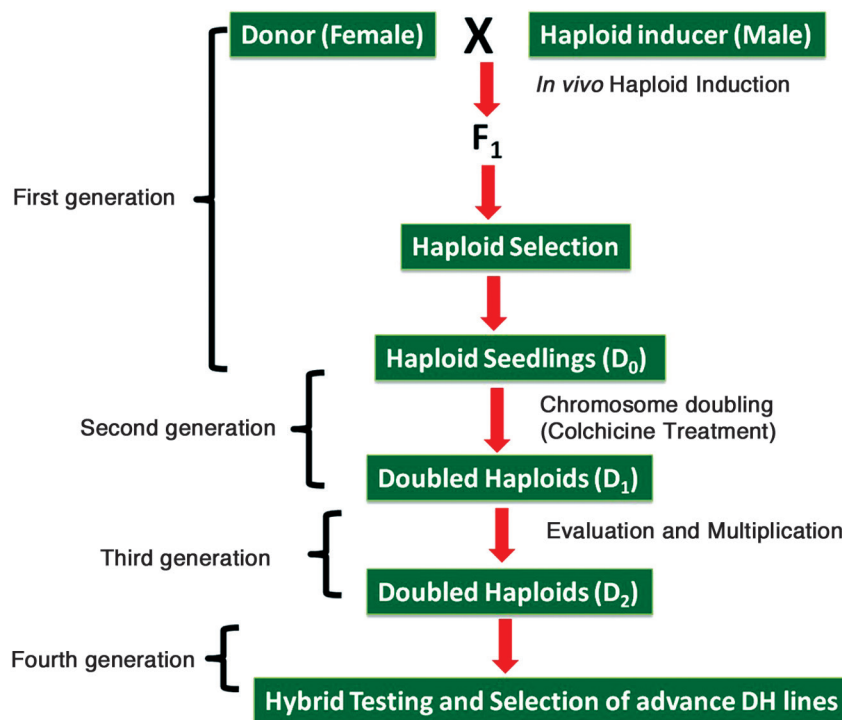 Donor (Female) X Haploid inducer (Male)
In vivo Haploid Induction
F₁
First generation
Haploid Selection
Haploid Seedlings (D₀)
Second generation
Chromosome doubling
(Colchicine Treatment)
Doubled Haploids (D₁)
Third generation
Evaluation and Multiplication
Doubled Haploids (D₂)
Fourth generation
Hybrid Testing and Selection of advance DH lines